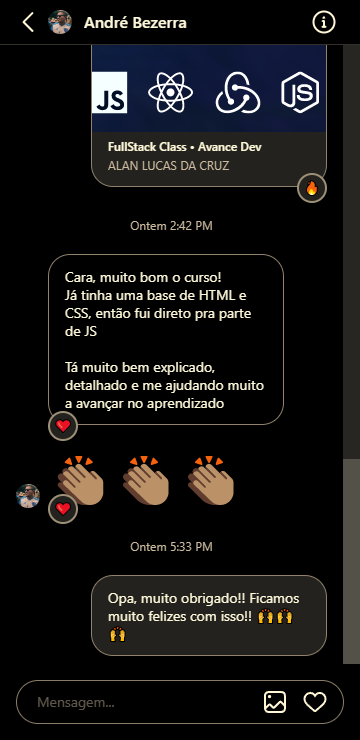 André Bezerra
JS
JS
FullStack Class • Avance Dev
ALAN LUCAS DA CRUZ
Ontem 2:42 PM
Cara, muito bom o curso!
Já tinha uma base de HTML e
CSS, então fui direto pra parte
de JS
Tá muito bem explicado,
detalhado e me ajudando muito
a avançar no aprendizado
Ontem 5:33 PM
Opa, muito obrigado!! Ficamos
muito felizes com isso!! 🙌🙌
🙌
Mensagem...